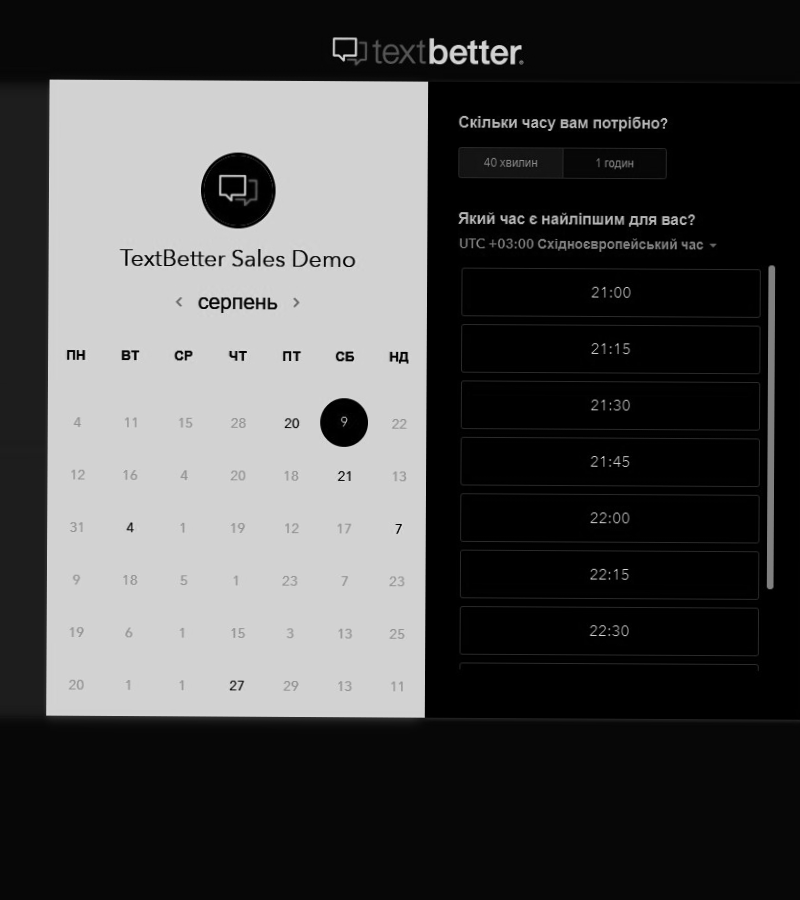 textbetter.
TextBetter Sales Demo
< серпень >
ПН ВТ СР ЧТ ПТ СБ НД
4 11 15 28 20 9 22
12 16 4 20 18 21 13
31 4 1 19 12 17 7
9 18 5 1 23 7 23
19 6 1 15 3 13 25
20 1 1 27 29 13 11
Скільки часу вам потрібно?
40 хвилин 1 годин
Який час є найліпшим для вас?
UTC +03:00 Східноєвропейський час
21:00
21:15
21:30
21:45
22:00
22:15
22:30